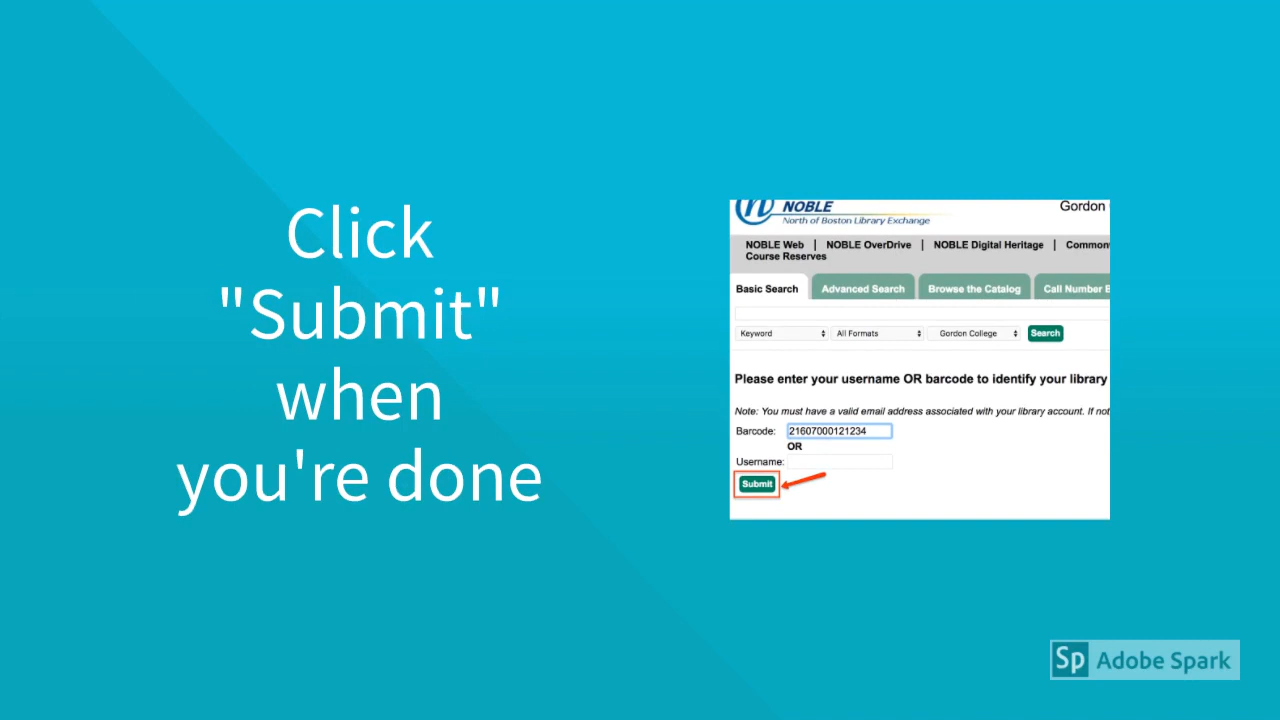 Click
"Submit"
when
you're done
NOBLE
North of Boston Library Exchange
Gordon
NOBLE Web | NOBLE OverDrive | NOBLE Digital Heritage |
Course Reserves
Basic Search Advanced Search Browse the Catalog Call Number
Keyword All Formats Gordon College Search
Please enter your username OR barcode to identify your library
Note: You must have a valid email address associated with your library account. If not
Barcode: 21607000121234
OR
Username:
Submit
Sp Adobe Spark